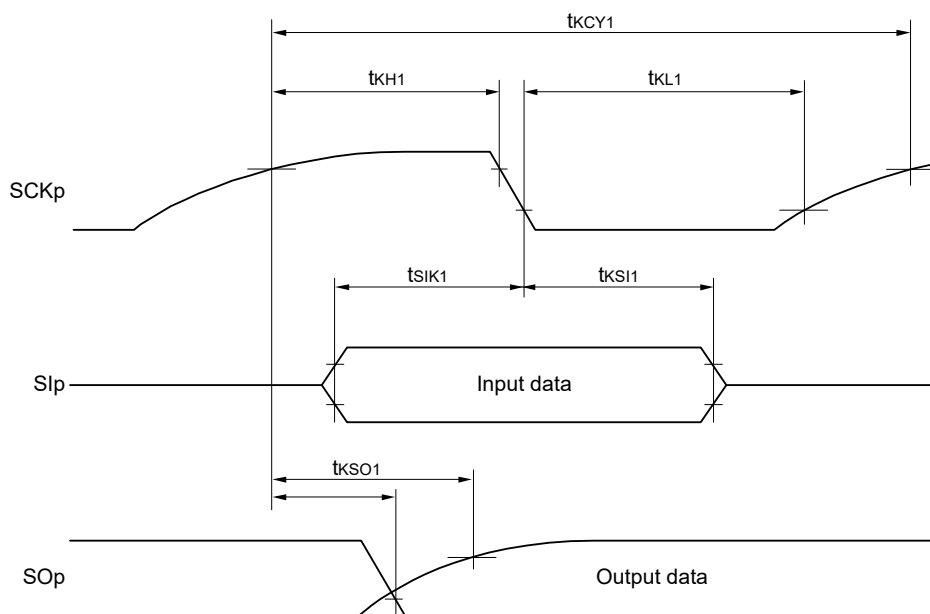 tKCY1
tKH1
tKL1
SCKp
tSIK1
tKSI1
SIp
Input data
tKSO1
SOp
Output data